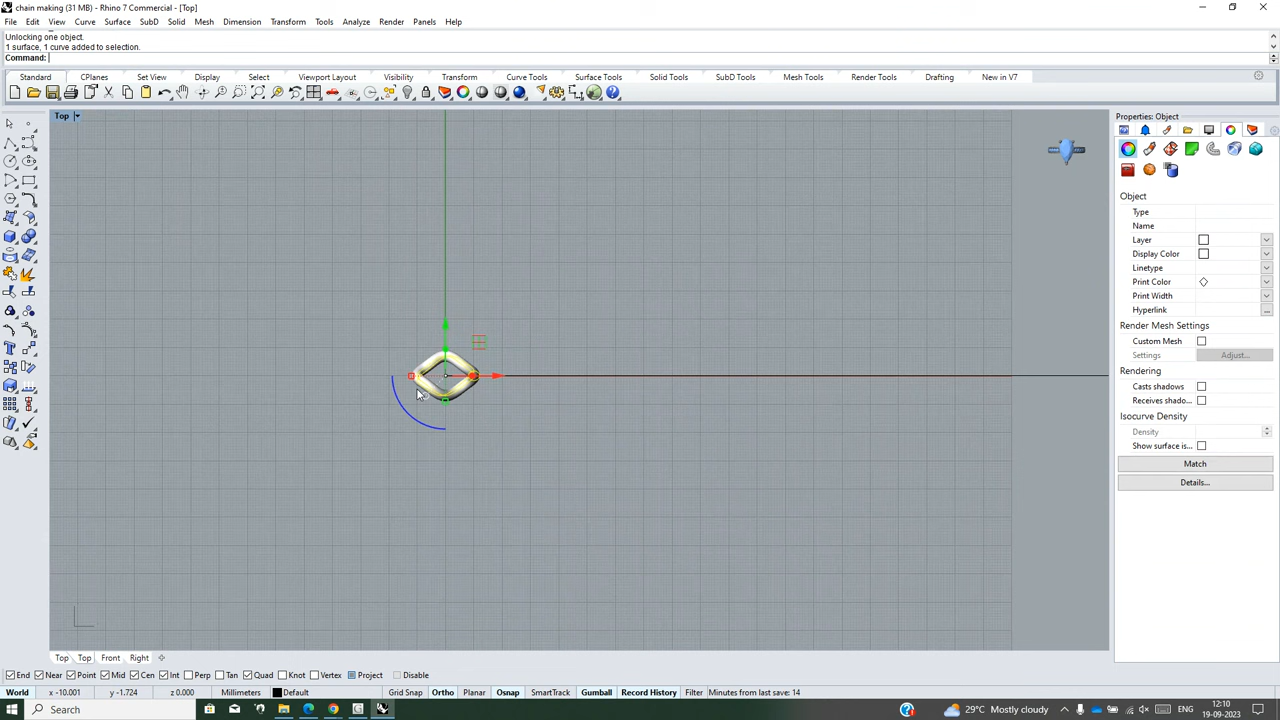 chain making (31 MB) - Rhino 7 Commercial - [Top]
File Edit View Curve Surface SubD Solid Mesh Dimension Transform Tools Analyze Render Panels Help
Unlocking one object.
1 surface, 1 curve added to selection.
Command:
Standard CPlanes Set View Display Select Viewport Layout Visibility Transform Curve Tools Surface Tools Solid Tools SubD Tools Mesh Tools Render Tools Drafting New in V7
Top
Properties: Object
Object
Type
Name
Layer
Display Color
Linetype
Print Color
Print Width
Hyperlink
...
Render Mesh Settings
Custom Mesh
Settings Adjust...
Rendering
Casts shadows
Receives shado...
Isocurve Density
Density
Show surface is...
Match
Details...
Top Top Front Right
End Near Point Mid Cen Int Perp Tan Quad Knot Vertex Project Disable
World x -10.001 y -1.724 z 0.000 Millimeters Default Grid Snap Ortho Planar Osnap SmartTrack Gumball Record History Filter Minutes from last save: 14
Search 29°C Mostly cloudy ENG 12:10
19-09-2023